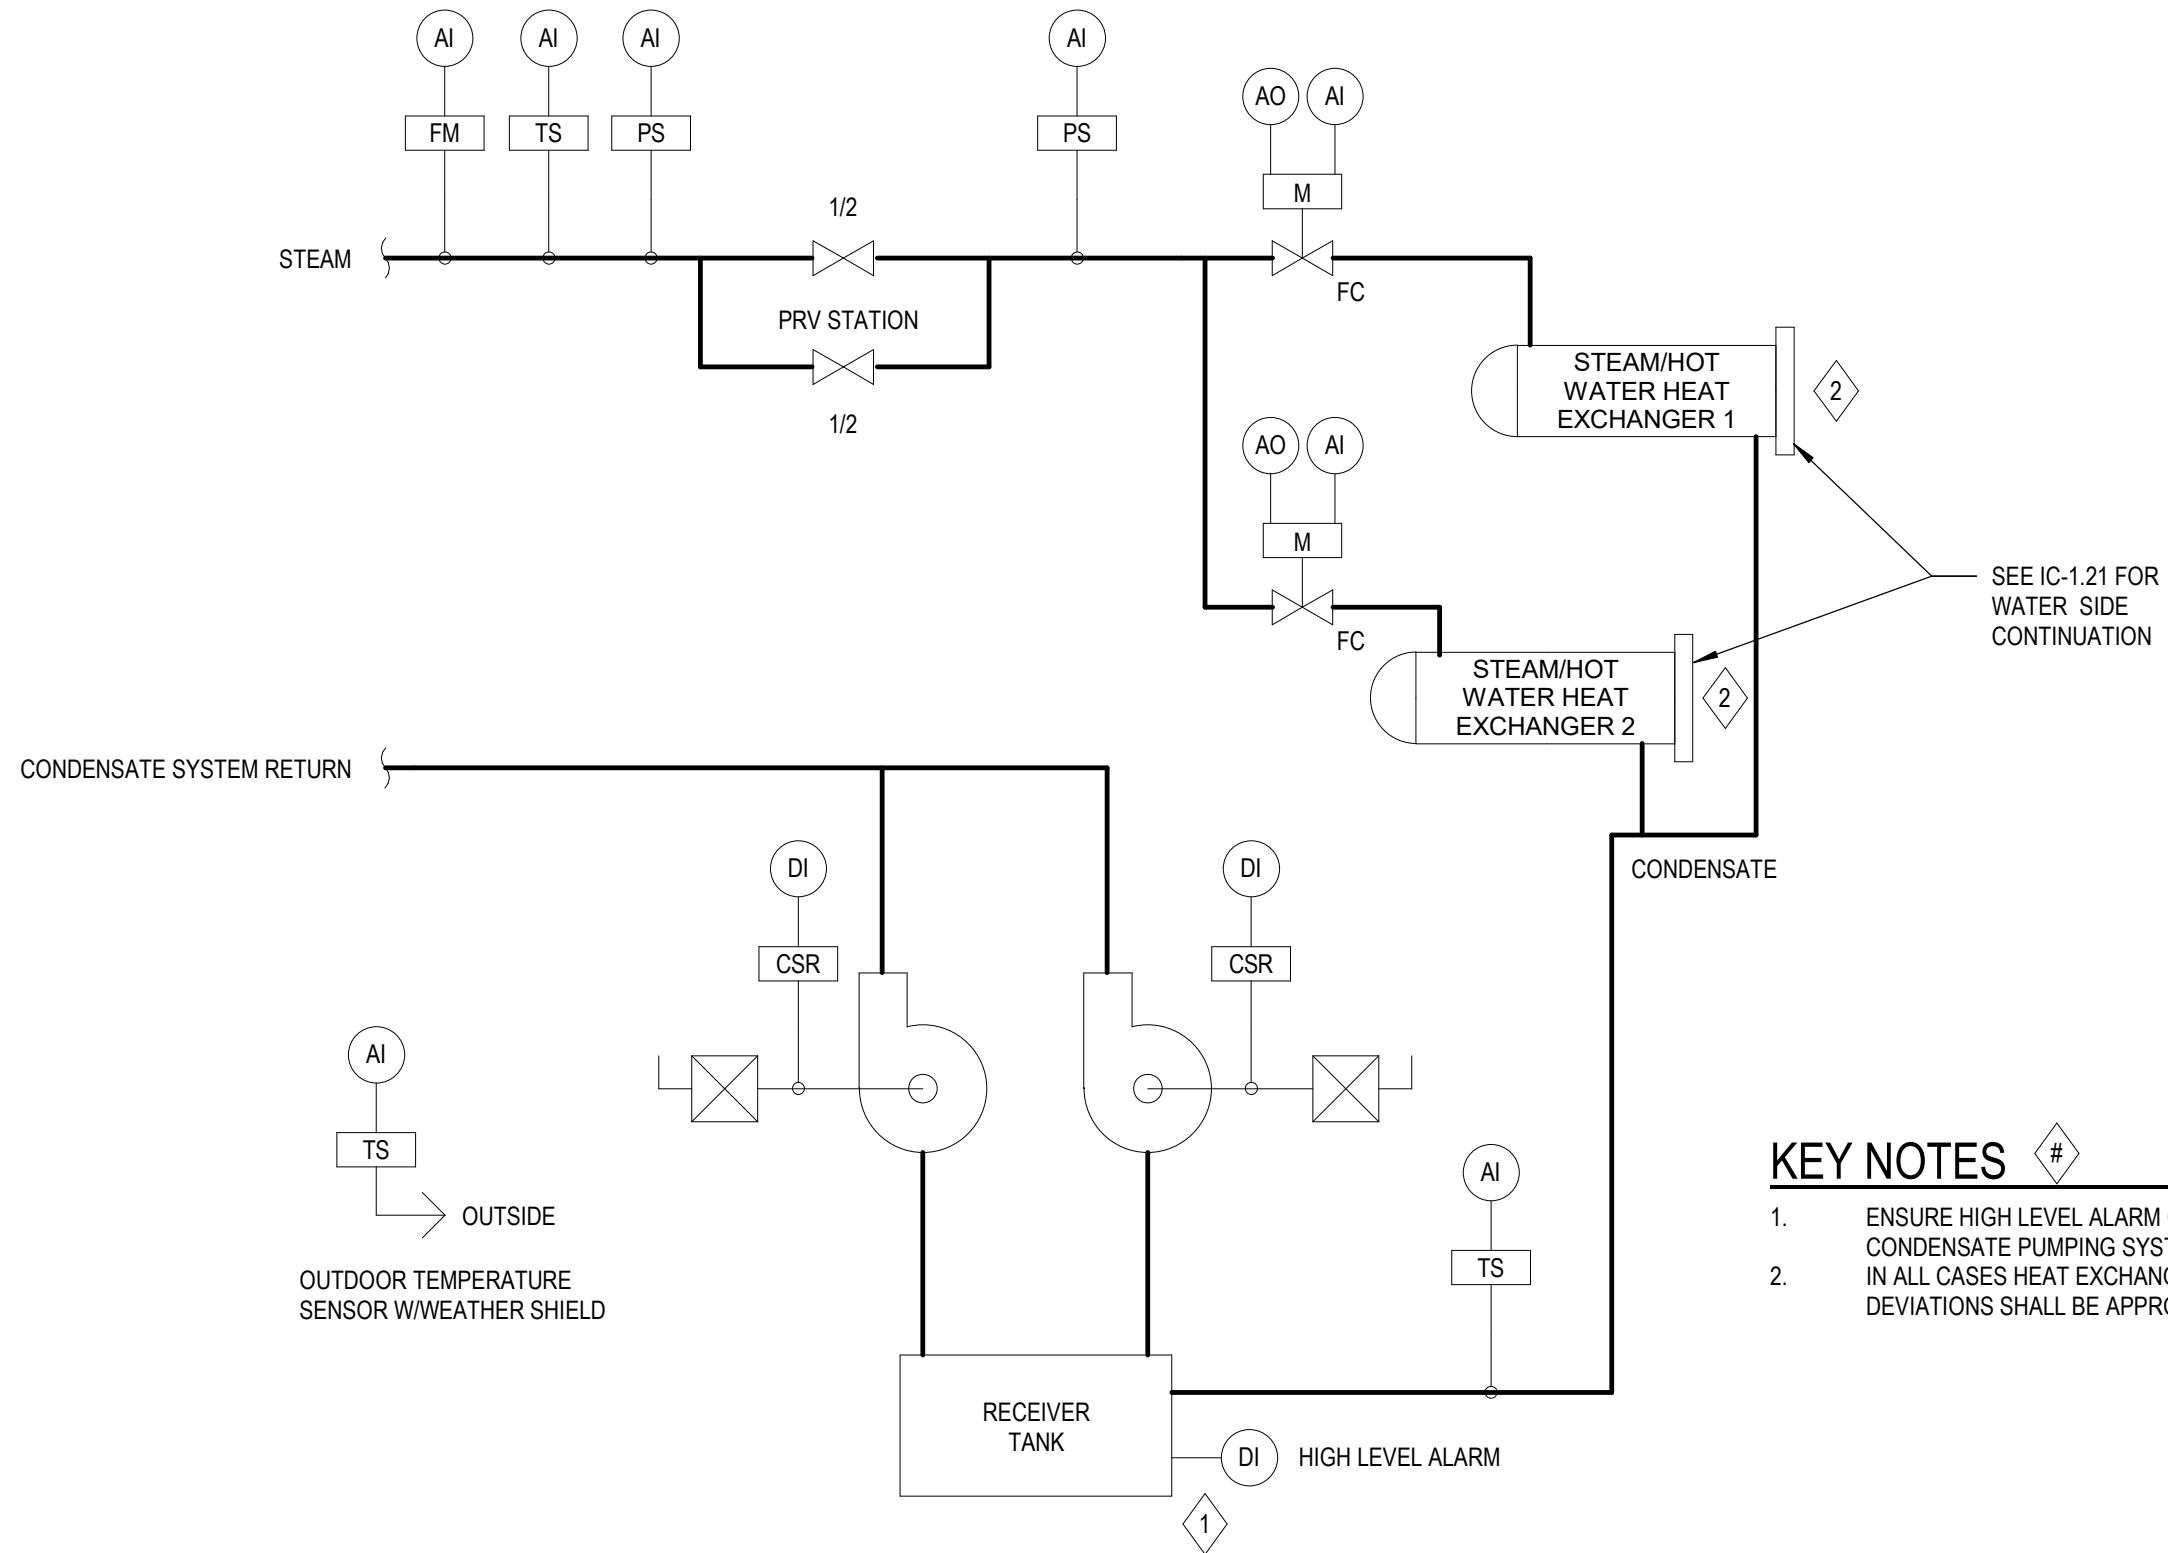 AI AI AI AI
AO AI
FM TS PS PS
M
1/2
STEAM
FC
PRV STATION
STEAM/HOT
WATER HEAT
EXCHANGER 1
2
1/2
AO AI
M
SEE IC-1.21 FOR
WATER SIDE
CONTINUATION
FC
STEAM/HOT
WATER HEAT
EXCHANGER 2
2
CONDENSATE SYSTEM RETURN
DI DI
CONDENSATE
CSR CSR
AI
TS
OUTSIDE
OUTDOOR TEMPERATURE
SENSOR W/WEATHER SHIELD
AI
TS
RECEIVER
TANK
DI HIGH LEVEL ALARM
1
KEY NOTES #
1. ENSURE HIGH LEVEL ALARM
CONDENSATE PUMPING
2. IN ALL CASES HEAT
DEVIATIONS SHALL BE